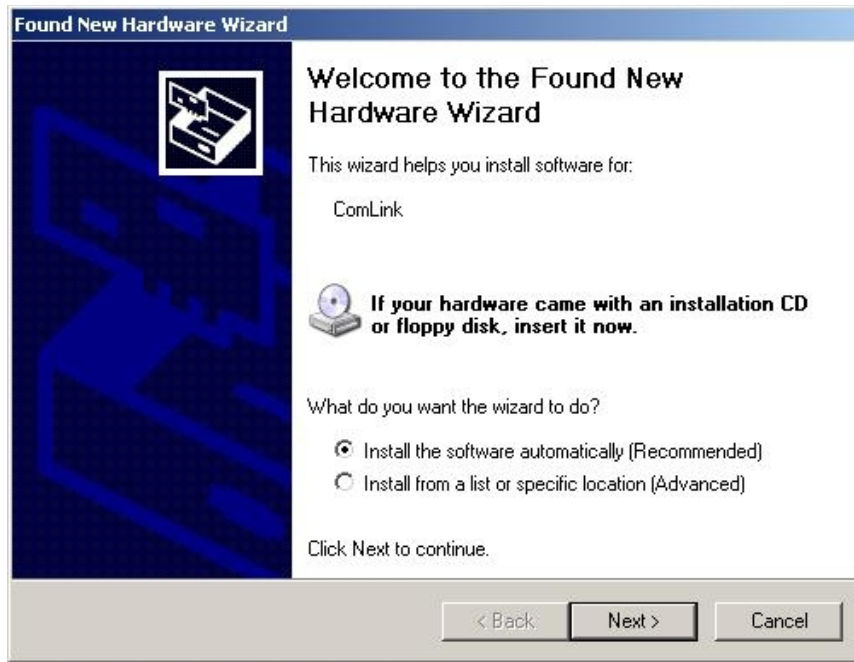 Found New Hardware Wizard
Welcome to the Found New
Hardware Wizard
This wizard helps you install software for:
ComLink
If your hardware came with an installation CD
or floppy disk, insert it now.
What do you want the wizard to do?
Install the software automatically (Recommended)
Install from a list or specific location (Advanced)
Click Next to continue.
< Back
Next >
Cancel